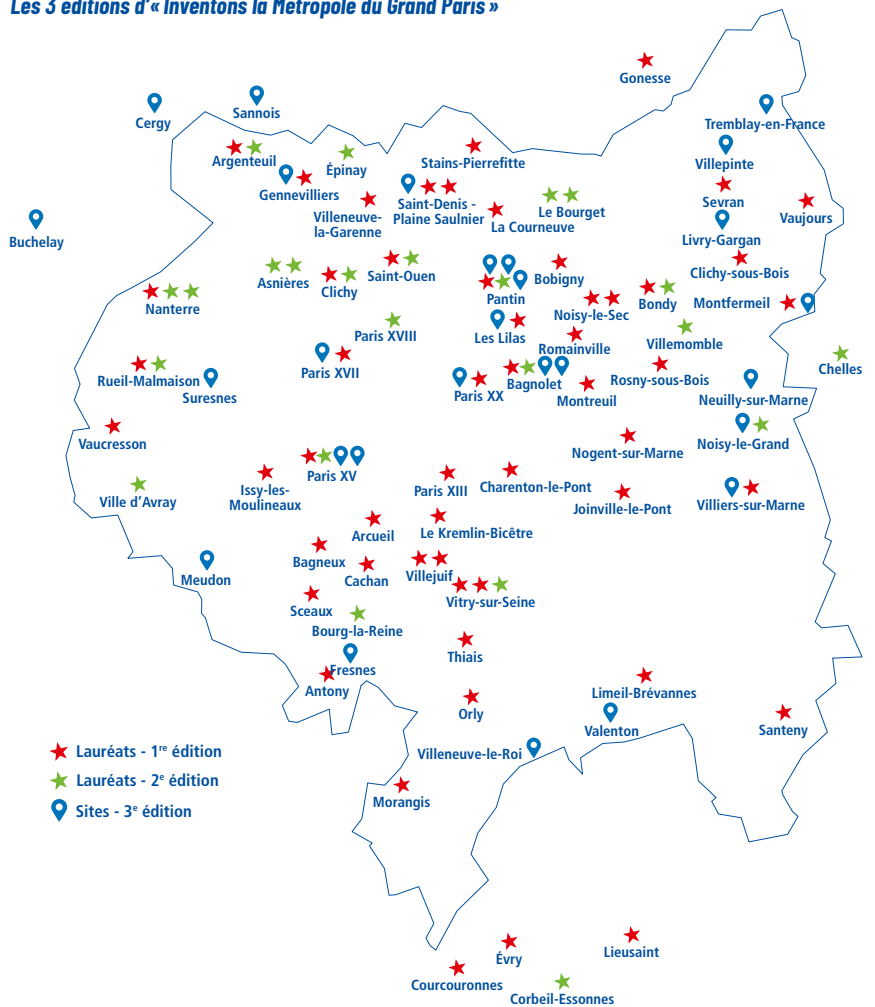 Les 3 éditions d'« Inventons la Métropole du Grand Paris »
Gonesse
Cergy
Sannois
Tremblay-en-France
Argenteuil
Épinay
Stains-Pierrefitte
Villepinte
Gennevilliers
Villeneuve-
la-Garenne
Saint-Denis -
Plaine Saulnier
La Courneuve
Le Bourget
Sevran
Vaujours
Buchelay
Livry-Gargan
Clichy-sous-Bois
Asnières
Clichy
Saint-Ouen
Pantin
Bobigny
Noisy-le-Sec
Bondy
Montfermeil
Nanterre
Paris XVIII
Les Lilas
Romainville
Villemomble
Chelles
Rueil-Malmaison
Suresnes
Paris XVII
Paris XX
Bagnolet
Montreuil
Rosny-sous-Bois
Neuilly-sur-Marne
Vaucresson
Nogent-sur-Marne
Noisy-le-Grand
Ville d'Avray
Issy-les-
Moulineaux
Paris XV
Paris XIII
Charenton-le-Pont
Joinville-le-Pont
Villiers-sur-Marne
Arcueil
Le Kremlin-Bicêtre
Bagneux
Cachan
Villejuif
Meudon
Vitry-sur-Seine
Sceaux
Bourg-la-Reine
Thiais
Fresnes
Antony
Orly
Limeil-Brévannes
Valenton
Santeny
Villeneuve-le-Roi
Lauréats - 1re édition
Lauréats - 2e édition
Sites - 3e édition
Morangis
Évry
Lieusaint
Courcouronnes
Corbeil-Essonnes